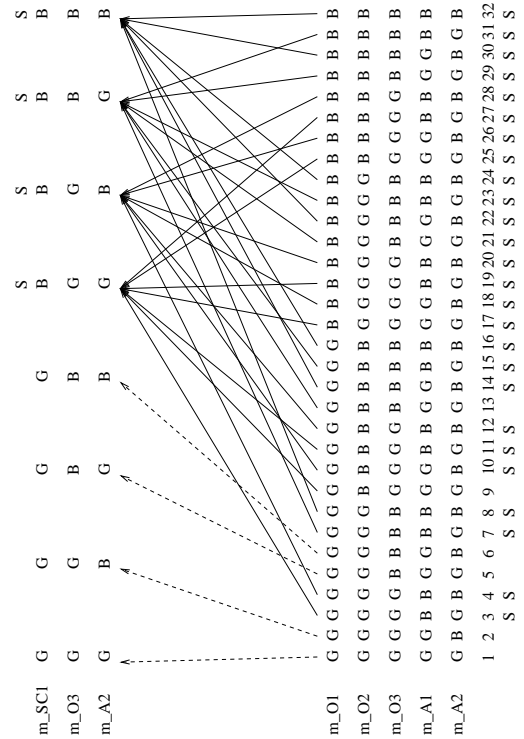 S S S S
m_SC1 G G G G B B B B
m_O3 G G B B G G B B
m_A2 G B G B G B G B
m_O1 G G G G G G G G G G G G G G G G B B B B B B B B B B B B B B B B
m_O2 G G G G G G G G B B B B B B B B G G G G G G G G B B B B B B B B
m_O3 G G G G B B B B G G G G B B B B G G G G B B B B G G G G B B B B
m_A1 G G B B G G B B G G B B G G B B G G B B G G B B G G B B G G B B
m_A2 G B G B G B G B G B G B G B G B G B G B G B G B G B G B G B G B
1 2 3 4 5 6 7 8 9 10 11 12 13 14 15 16 17 18 19 20 21 22 23 24 25 26 27 28 29 30 31 32
S S S S S S S S S S S S S S S S S S S S S S S S S S